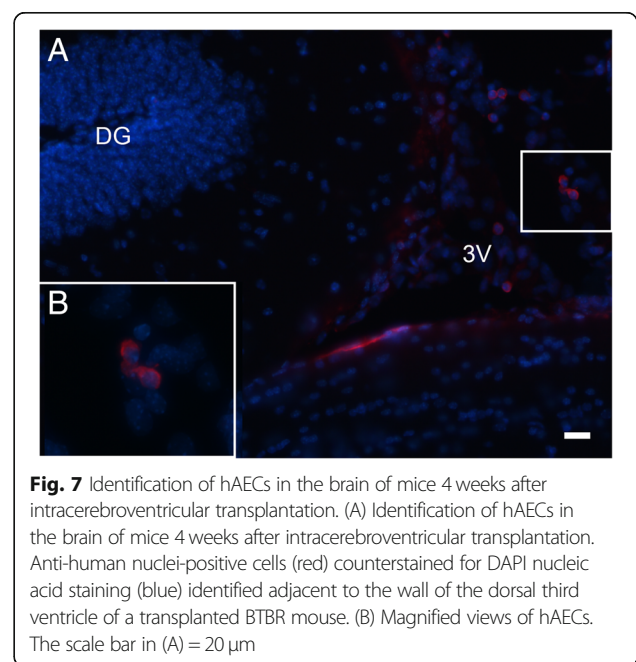 A
DG
3V
B
Fig. 7 Identification of hAECs in the brain of mice 4 weeks after
intracerebroventricular transplantation. (A) Identification of hAECs in
the brain of mice 4 weeks after intracerebroventricular transplantation.
Anti-human nuclei-positive cells (red) counterstained for DAPI nucleic
acid staining (blue) identified adjacent to the wall of the dorsal third
ventricle of a transplanted BTBR mouse. (B) Magnified views of hAECs.
The scale bar in (A) = 20 μm